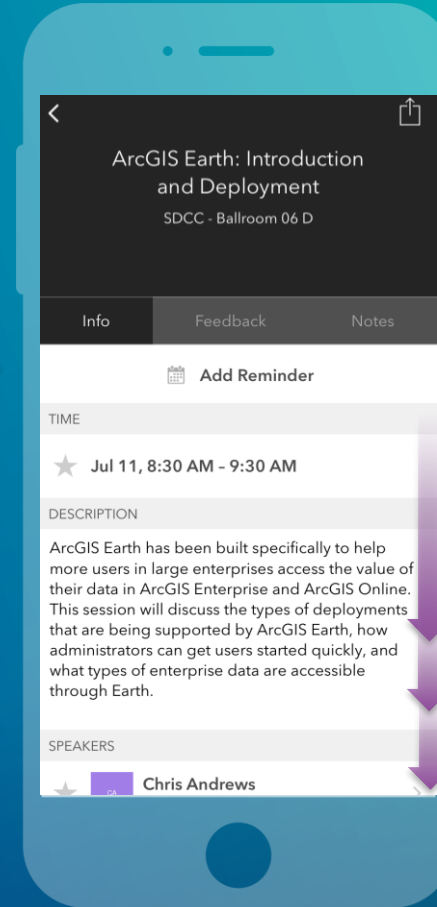 ArcGIS Earth: Introduction
and Deployment
SDCC - Ballroom 06 D
Info Feedback Notes
Add Reminder
TIME
Jul 11, 8:30 AM – 9:30 AM
DESCRIPTION
ArcGIS Earth has been built specifically to help
more users in large enterprises access the value of
their data in ArcGIS Enterprise and ArcGIS Online.
This session will discuss the types of deployments
that are being supported by ArcGIS Earth, how
administrators can get users started quickly, and
what types of enterprise data are accessible
through Earth.
SPEAKERS
CA
Chris Andrews